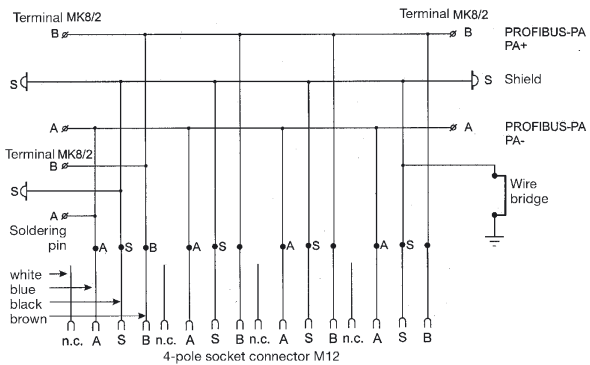 Terminal MK8/2 Terminal MK8/2
B B PROFIBUS-PA
PA+
S S Shield
A A PROFIBUS-PA
PA-
Terminal MK8/2
B
S
Wire
bridge
A
Soldering
pin
A S B A S A S A S
white
blue
black
brown
n.c. A S B n.c. A S B n.c. A S B n.c. A S B
4-pole socket connector M12